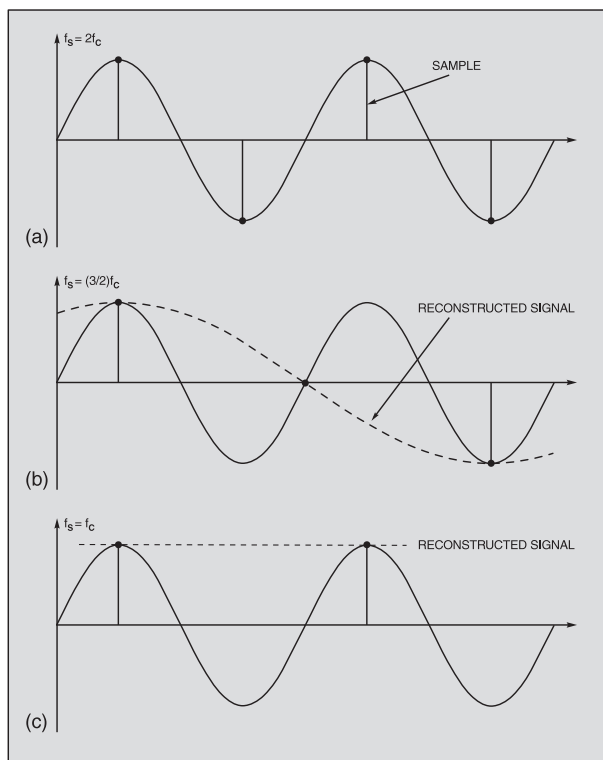 fs = 2fc
SAMPLE
(a)
fs = (3/2)fc
RECONSTRUCTED SIGNAL
(b)
fs = fc
RECONSTRUCTED SIGNAL
(c)